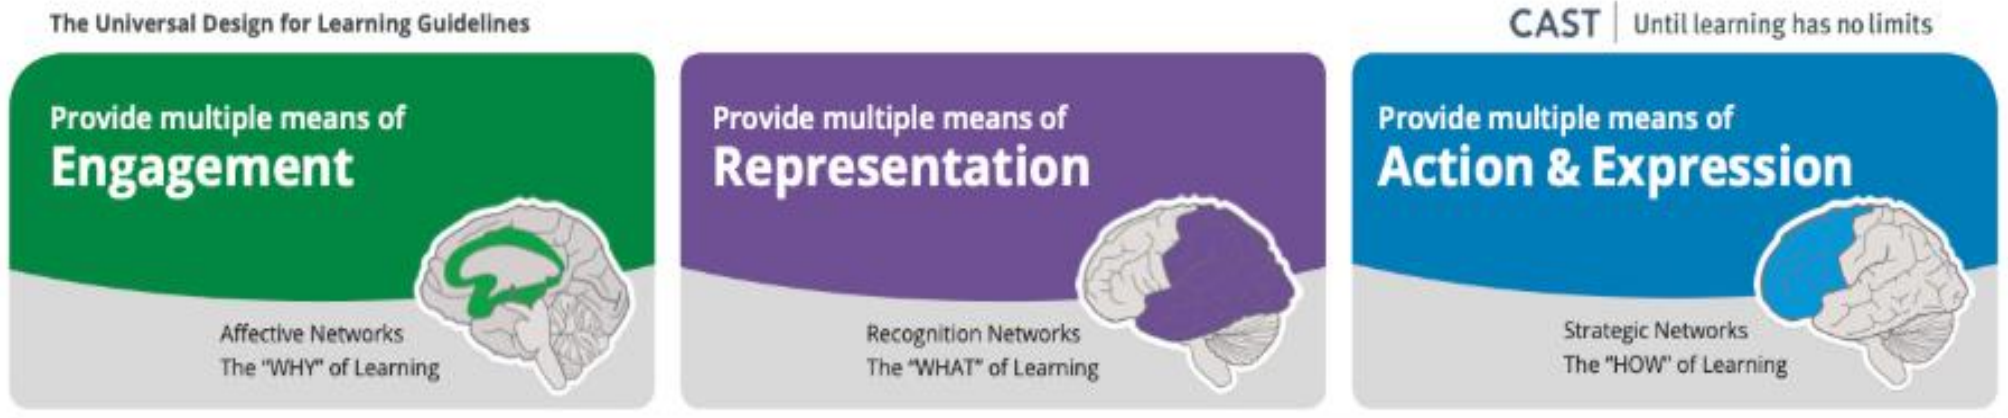 The Universal Design for Learning Guidelines
CAST | Until learning has no limits
Provide multiple means of
Engagement
Affective Networks
The "WHY" of Learning
Provide multiple means of
Representation
Recognition Networks
The "WHAT" of Learning
Provide multiple means of
Action & Expression
Strategic Networks
The "HOW" of Learning